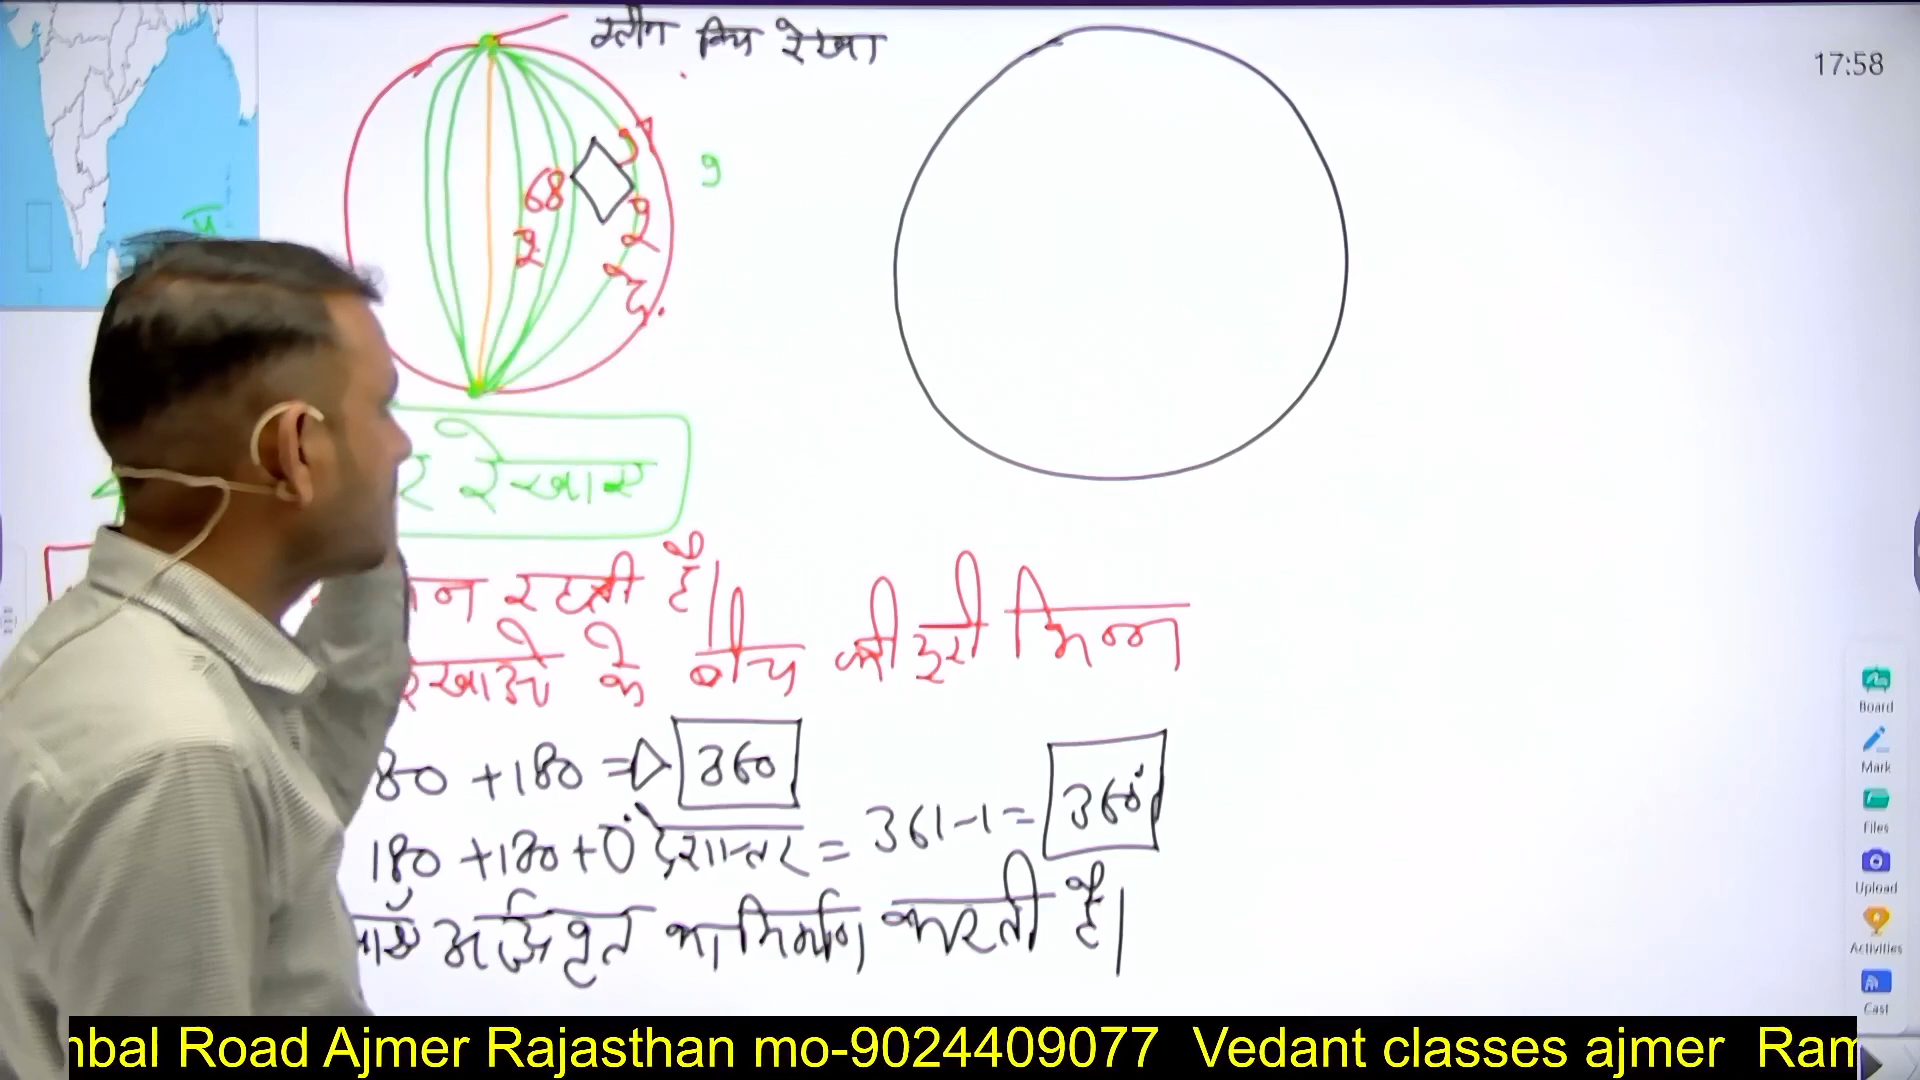 रेखा
17:58
68
रेखाए
रहती है।
के बीच की दूरी भिन्न
80 + 180 = 360
180 + 180 + 0° देशान्तर = 361 - 1 = 360°
अर्द्धवृत का निर्माण करती है।
Board
Mark
Files
Upload
Activities
Cast
nbal Road Ajmer Rajasthan mo-9024409077 Vedant classes ajmer Ram